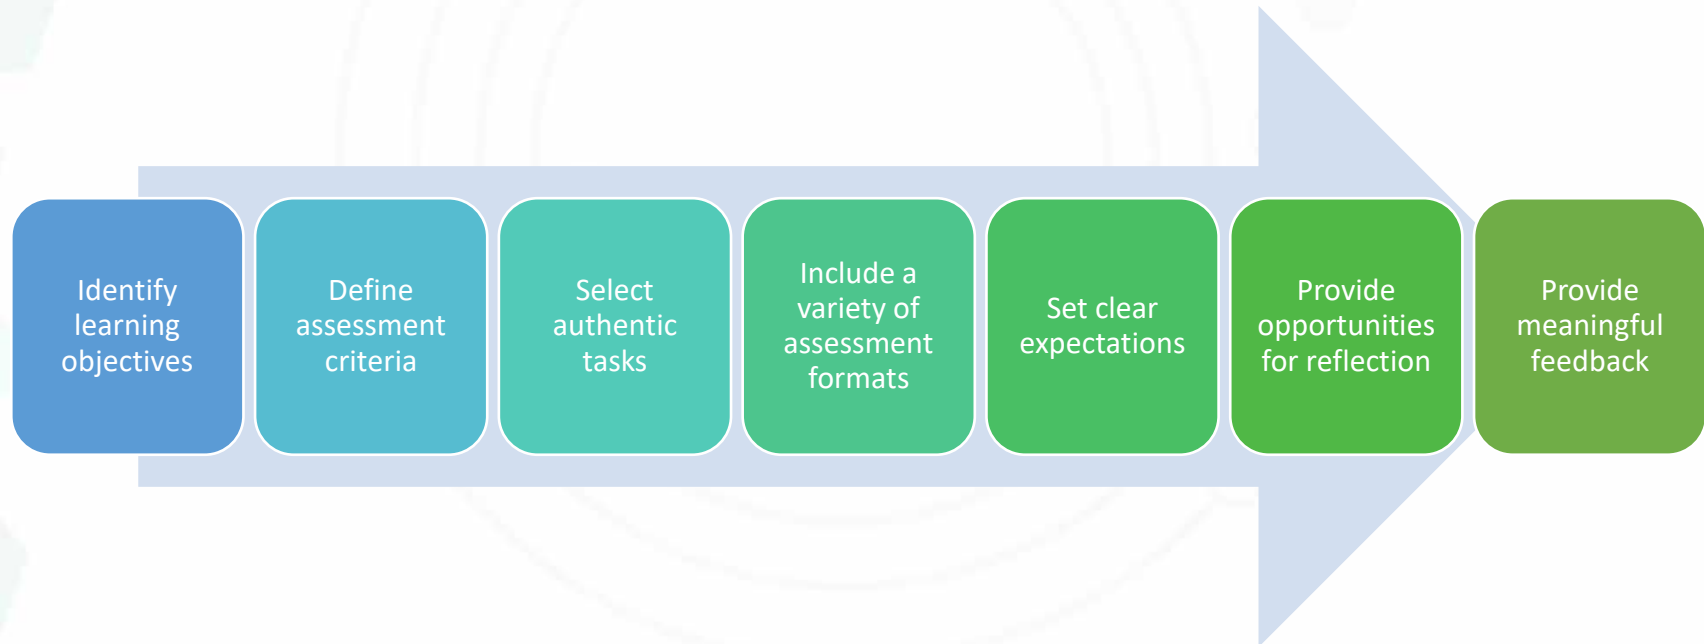 Identify
learning
objectives
Define
assessment
criteria
Select
authentic
tasks
Include a
variety of
assessment
formats
Set clear
expectations
Provide
opportunities
for reflection
Provide
meaningful
feedback